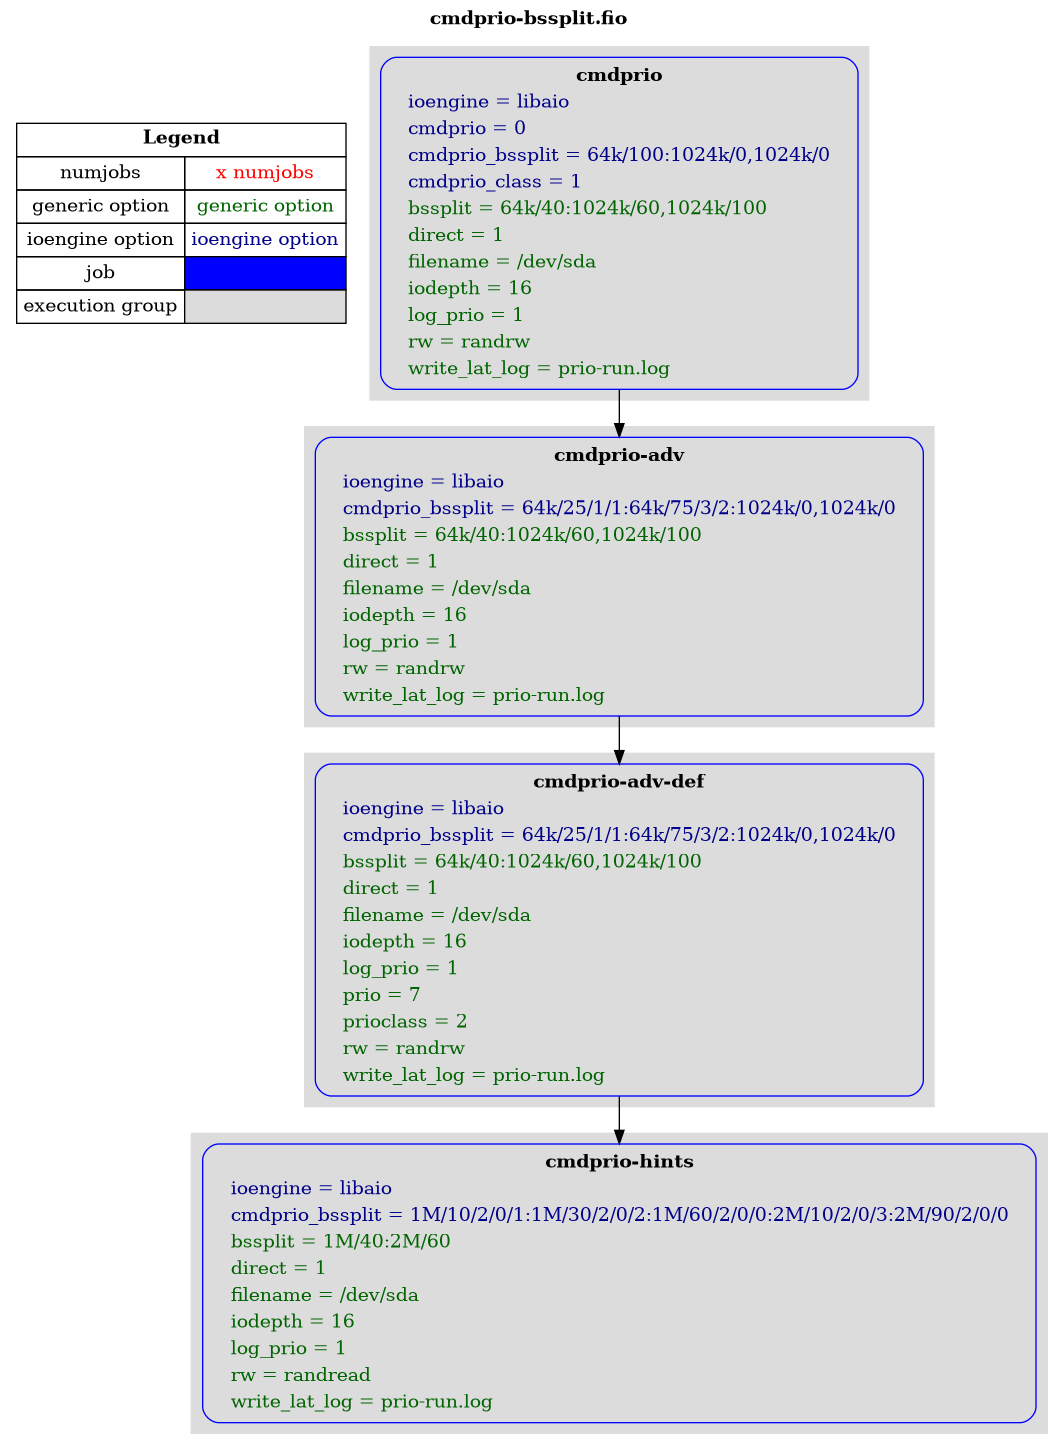 cmdprio-bssplit.fio
Legend
numjobs x numjobs
generic option generic option
ioengine option ioengine option
job
execution group
cmdprio
ioengine = libaio
cmdprio = 0
cmdprio_bssplit = 64k/100:1024k/0,1024k/0
cmdprio_class = 1
bssplit = 64k/40:1024k/60,1024k/100
direct = 1
filename = /dev/sda
iodepth = 16
log_prio = 1
rw = randrw
write_lat_log = prio-run.log
cmdprio-adv
ioengine = libaio
cmdprio_bssplit = 64k/25/1/1:64k/75/3/2:1024k/0,1024k/0
bssplit = 64k/40:1024k/60,1024k/100
direct = 1
filename = /dev/sda
iodepth = 16
log_prio = 1
rw = randrw
write_lat_log = prio-run.log
cmdprio-adv-def
ioengine = libaio
cmdprio_bssplit = 64k/25/1/1:64k/75/3/2:1024k/0,1024k/0
bssplit = 64k/40:1024k/60,1024k/100
direct = 1
filename = /dev/sda
iodepth = 16
log_prio = 1
prio = 7
prioclass = 2
rw = randrw
write_lat_log = prio-run.log
cmdprio-hints
ioengine = libaio
cmdprio_bssplit = 1M/10/2/0/1:1M/30/2/0/2:1M/60/2/0/0:2M/10/2/0/3:2M/90/2/0/0
bssplit = 1M/40:2M/60
direct = 1
filename = /dev/sda
iodepth = 16
log_prio = 1
rw = randread
write_lat_log = prio-run.log